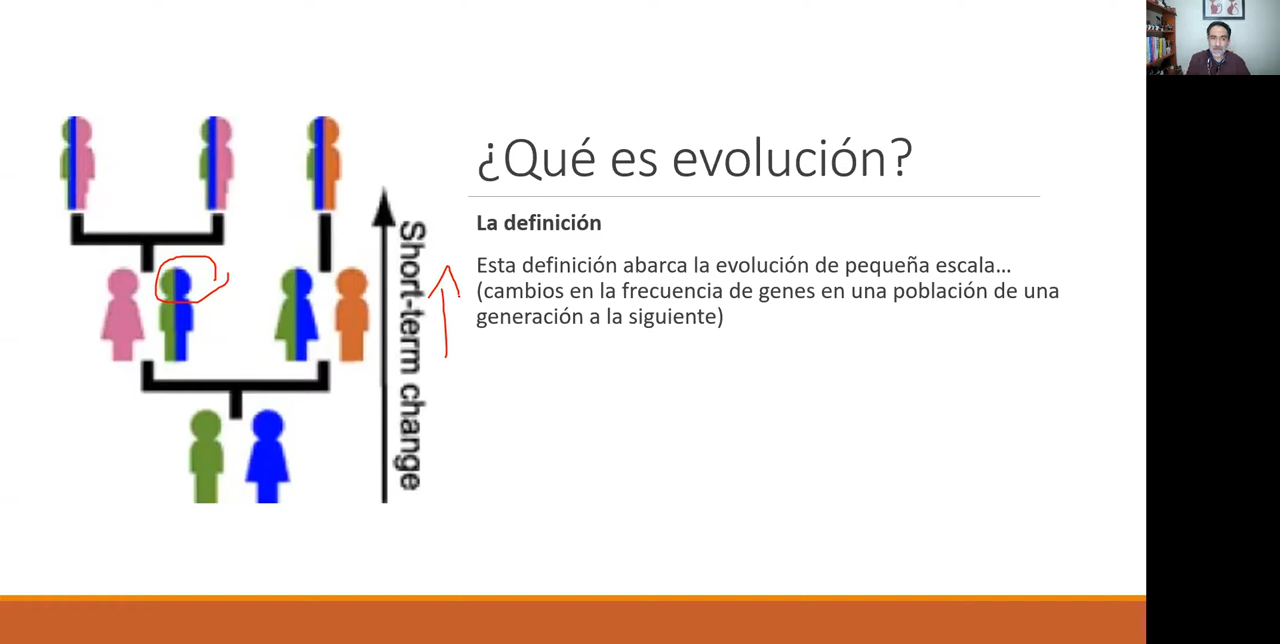 ¿Qué es evolución?
La definición
Esta definición abarca la evolución de pequeña escala...
(cambios en la frecuencia de genes en una población de una
generación a la siguiente)
Short-term change